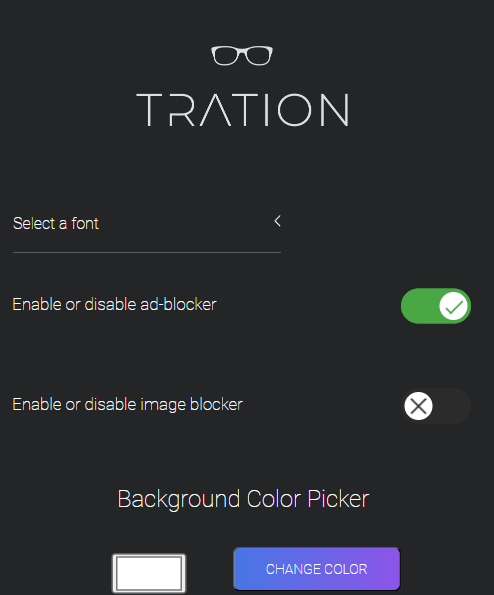 TRATION
Select a font
Enable or disable ad-blocker
Enable or disable image blocker
Background Color Picker
CHANGE COLOR